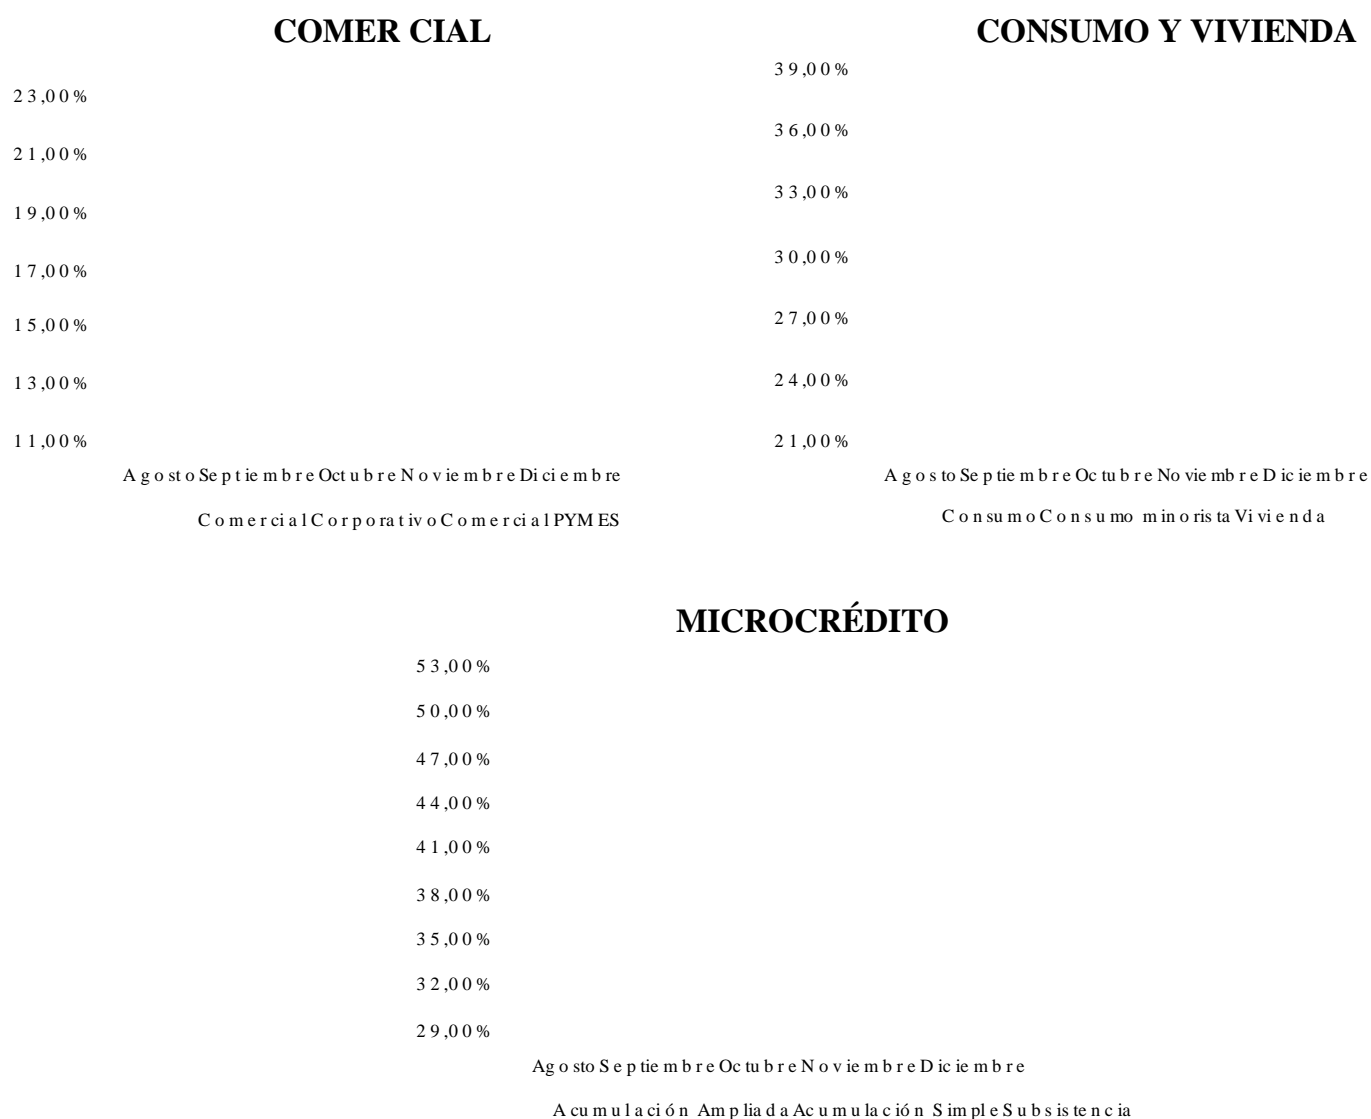 COMER CIAL
23,00%
21,00%
19,00%
17,00%
15,00%
13,00%
11,00%
Agosto Septiembre Octubre Noviembre Diciembre
Comercial Corporativo Comercial PYMES
CONSUMO Y VIVIENDA
39,00%
36,00%
33,00%
30,00%
27,00%
24,00%
21,00%
Agosto Septiembre Octubre Noviembre Diciembre
Consumo Consumo minorista Vivienda
MICROCRÉDITO
53,00%
50,00%
47,00%
44,00%
41,00%
38,00%
35,00%
32,00%
29,00%
Agosto Septiembre Octubre Noviembre Diciembre
Acumulación Ampliada Acumulación Simple Subsistencia